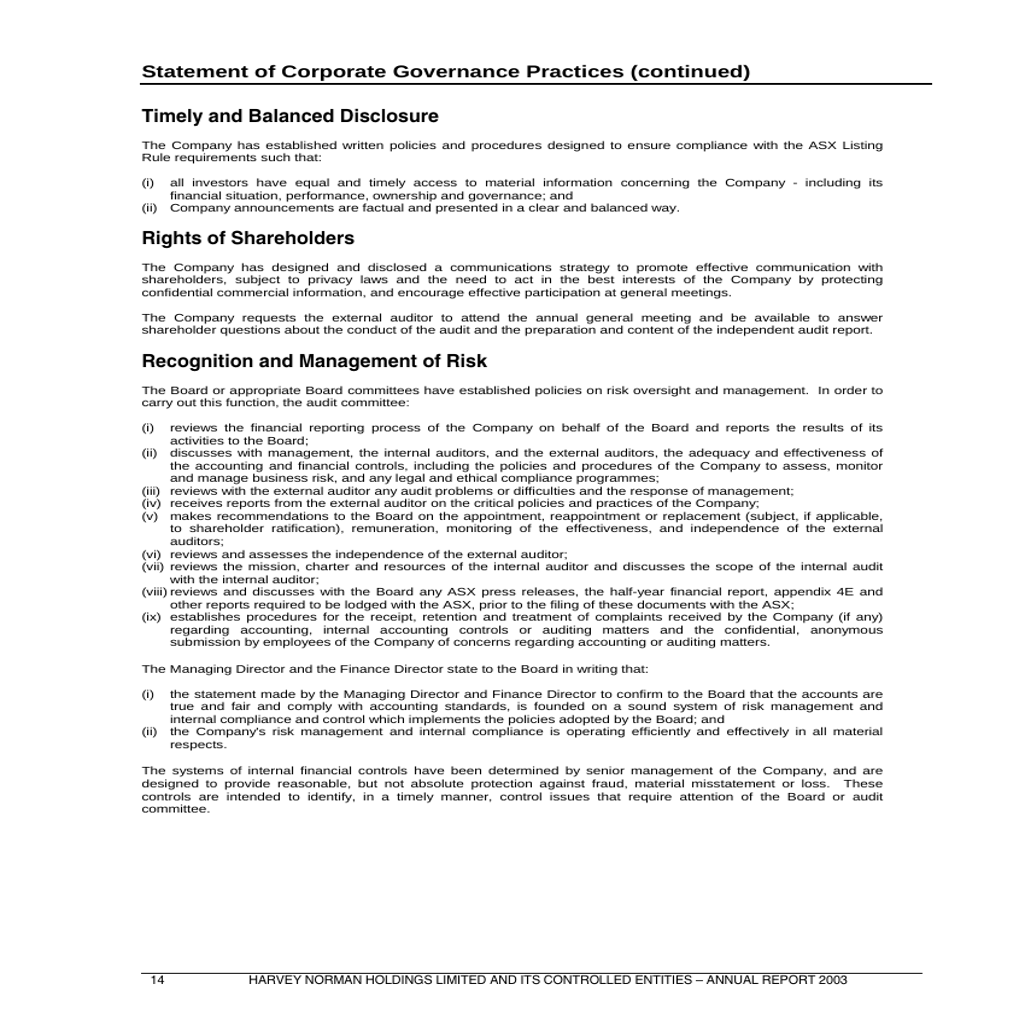 Statement of Corporate Governance Practices (continued)
Timely and Balanced Disclosure
The Company has established written policies and procedures designed to ensure compliance with the ASX Listing
Rule requirements such that:
(i) all investors have equal and timely access to material information concerning the Company - including its
financial situation, performance, ownership and governance; and
(ii) Company announcements are factual and presented in a clear and balanced way.
Rights of Shareholders
The Company has designed and disclosed a communications strategy to promote effective communication with
shareholders, subject to privacy laws and the need to act in the best interests of the Company by protecting
confidential commercial information, and encourage effective participation at general meetings.
The Company requests the external auditor to attend the annual general meeting and be available to answer
shareholder questions about the conduct of the audit and the preparation and content of the independent audit report.
Recognition and Management of Risk
The Board or appropriate Board committees have established policies on risk oversight and management. In order to
carry out this function, the audit committee:
(i) reviews the financial reporting process of the Company on behalf of the Board and reports the results of its
activities to the Board;
(ii) discusses with management, the internal auditors, and the external auditors, the adequacy and effectiveness of
the accounting and financial controls, including the policies and procedures of the Company to assess, monitor
and manage business risk, and any legal and ethical compliance programmes;
(iii) reviews with the external auditor any audit problems or difficulties and the response of management;
(iv) receives reports from the external auditor on the critical policies and practices of the Company;
(v) makes recommendations to the Board on the appointment, reappointment or replacement (subject, if applicable,
to shareholder ratification), remuneration, monitoring of the effectiveness, and independence of the external
auditors;
(vi) reviews and assesses the independence of the external auditor;
(vii) reviews the mission, charter and resources of the internal auditor and discusses the scope of the internal audit
with the internal auditor;
(viii) reviews and discusses with the Board any ASX press releases, the half-year financial report, appendix 4E and
other reports required to be lodged with the ASX, prior to the filing of these documents with the ASX;
(ix) establishes procedures for the receipt, retention and treatment of complaints received by the Company (if any)
regarding accounting, internal accounting controls or auditing matters and the confidential, anonymous
submission by employees of the Company of concerns regarding accounting or auditing matters.
The Managing Director and the Finance Director state to the Board in writing that:
(i) the statement made by the Managing Director and Finance Director to confirm to the Board that the accounts are
true and fair and comply with accounting standards, is founded on a sound system of risk management and
internal compliance and control which implements the policies adopted by the Board; and
(ii) the Company's risk management and internal compliance is operating efficiently and effectively in all material
respects.
The systems of internal financial controls have been determined by senior management of the Company, and are
designed to provide reasonable, but not absolute protection against fraud, material misstatement or loss. These
controls are intended to identify, in a timely manner, control issues that require attention of the Board or audit
committee.
14 HARVEY NORMAN HOLDINGS LIMITED AND ITS CONTROLLED ENTITIES – ANNUAL REPORT 2003